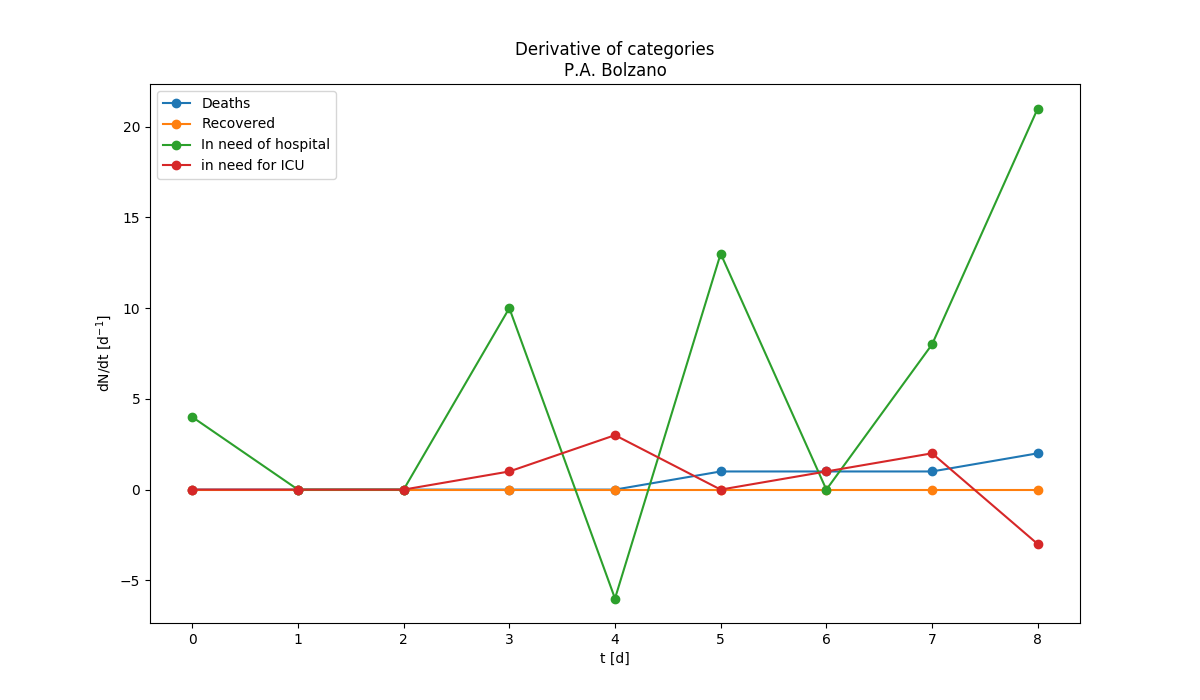 Derivative of categories
P.A. Bolzano
Deaths
Recovered
In need of hospital
in need for ICU
20
15
10
5
0
−5
dN/dt [d⁻¹]
0 1 2 3 4 5 6 7 8
t [d]